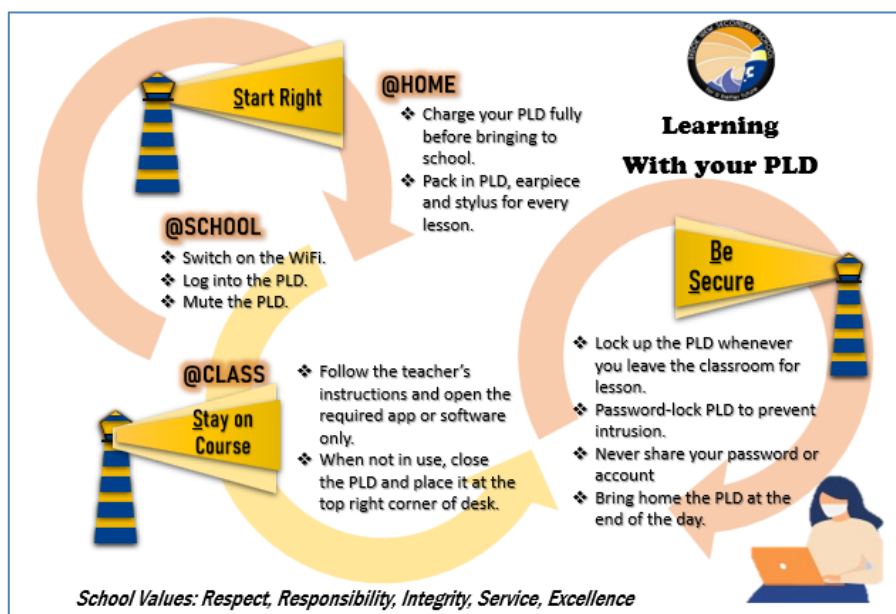 Start Right
@HOME
❖ Charge your PLD fully
before bringing to
school.
❖ Pack in PLD, earpiece
and stylus for every
lesson.
@SCHOOL
❖ Switch on the WiFi.
❖ Log into the PLD.
❖ Mute the PLD.
Learning
With your PLD
@CLASS
Stay on
Course
❖ Follow the teacher's
instructions and open the
required app or software
only.
❖ When not in use, close
the PLD and place it at the
top right corner of desk.
Be
Secure
❖ Lock up the PLD whenever
you leave the classroom for
lesson.
❖ Password-lock PLD to prevent
intrusion.
❖ Never share your password or
account
❖ Bring home the PLD at the
end of the day.
School Values: Respect, Responsibility, Integrity, Service, Excellence